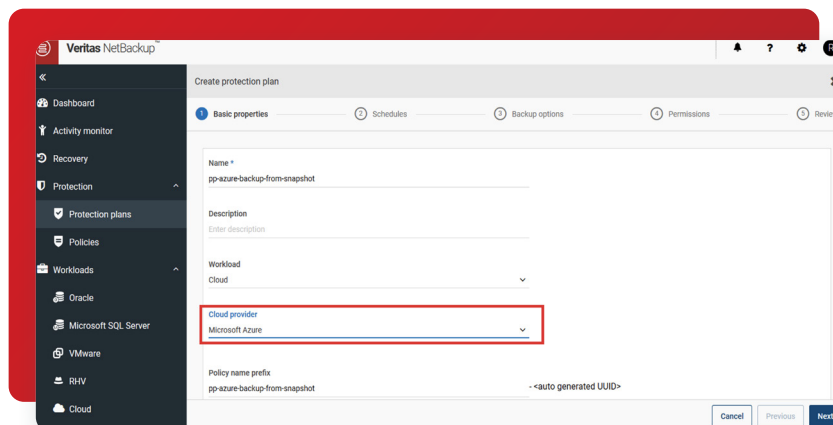 Veritas NetBackup™
Create protection plan
Dashboard
Activity monitor
Recovery
Protection
Protection plans
Policies
Workloads
Oracle
Microsoft SQL Server
VMware
RHV
Cloud
1 Basic properties
2 Schedules
3 Backup options
4 Permissions
5 Revie
Name *
pp-azure-backup-from-snapshot
Description
Enter description
Workload
Cloud
Cloud provider
Microsoft Azure
Policy name prefix
pp-azure-backup-from-snapshot - <auto generated UUID>
Cancel Previous Next